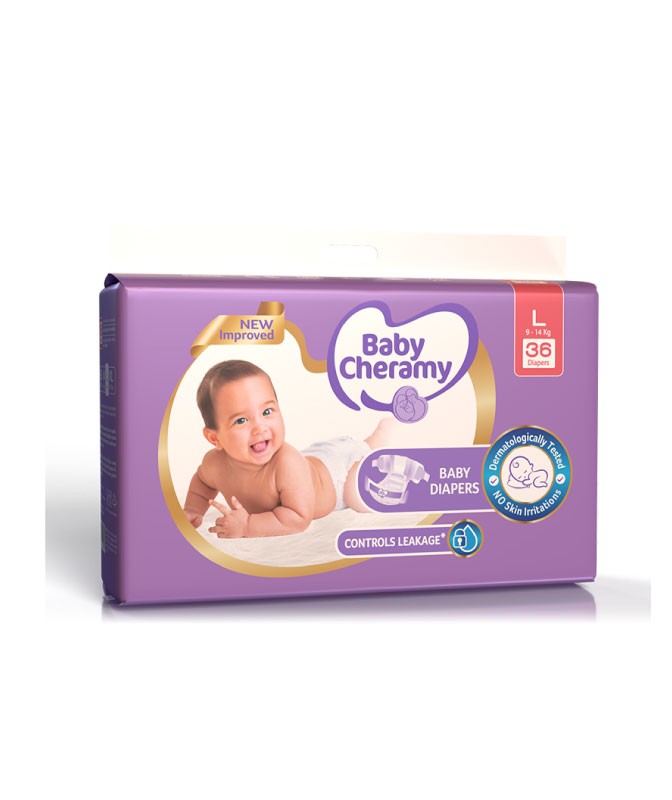 NEW
Improved
Baby
Cheramy
L
9 - 14 Kg
36
Diapers
BABY
DIAPERS
Dermatologically Tested
NO Skin Irritations
CONTROLS LEAKAGE*